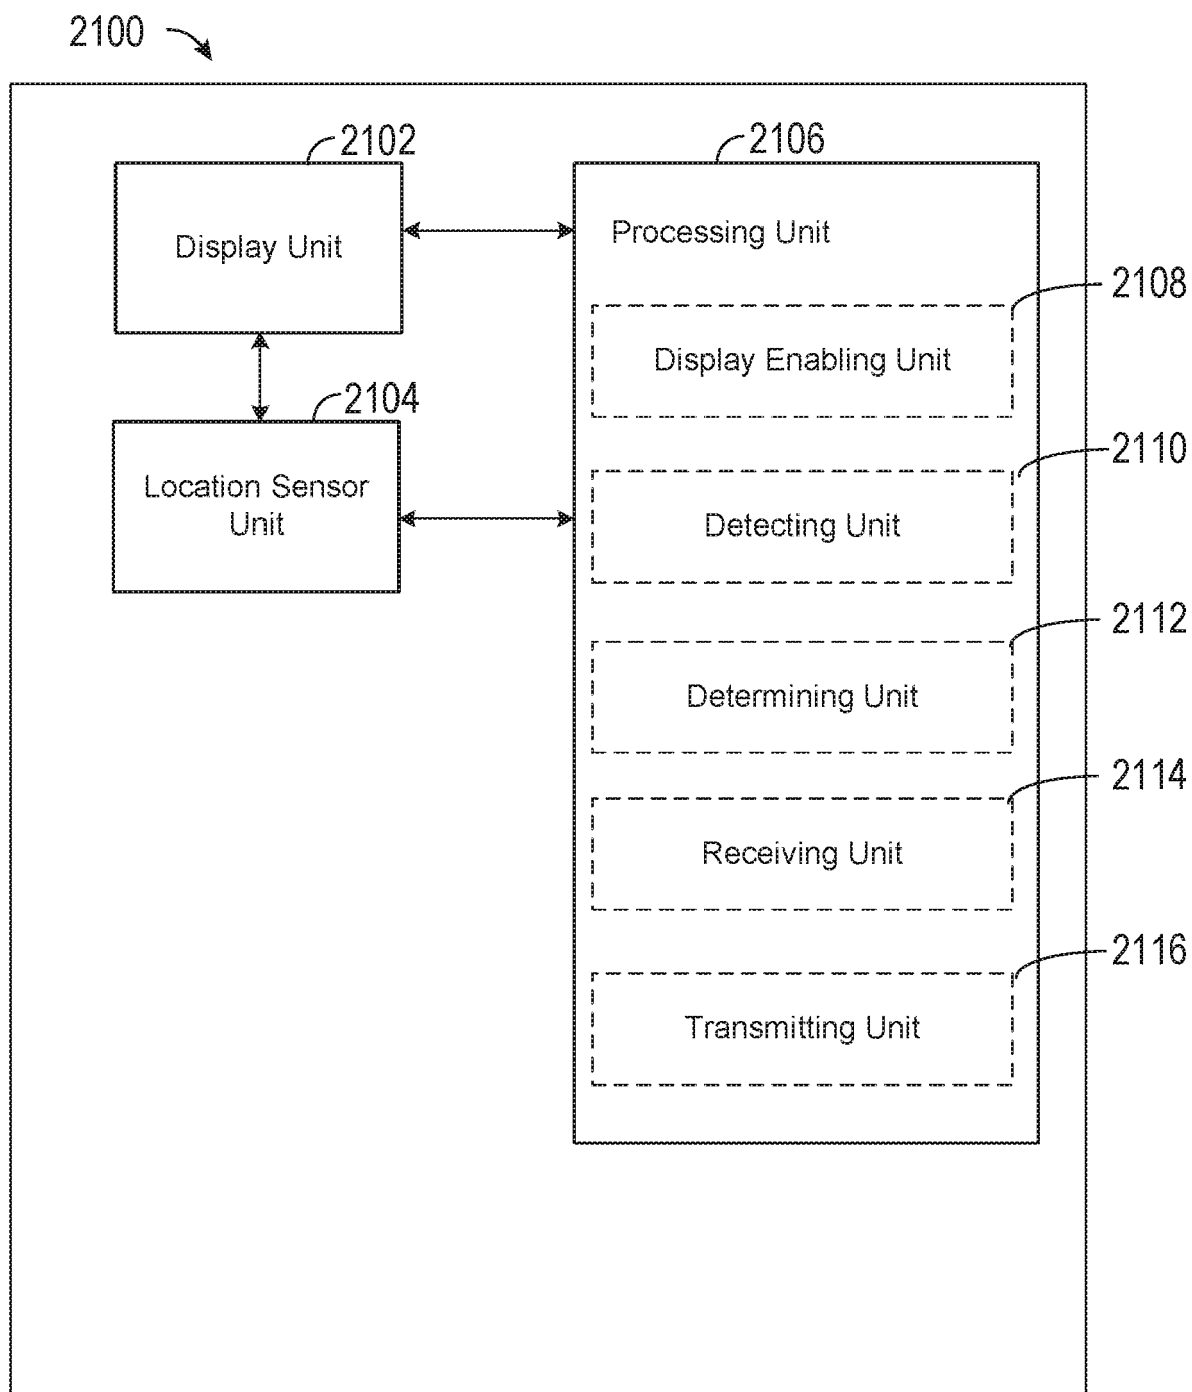 2100
2102
2106
Display Unit
Processing Unit
2108
Display Enabling Unit
2104
Location Sensor
Unit
2110
Detecting Unit
2112
Determining Unit
2114
Receiving Unit
2116
Transmitting Unit